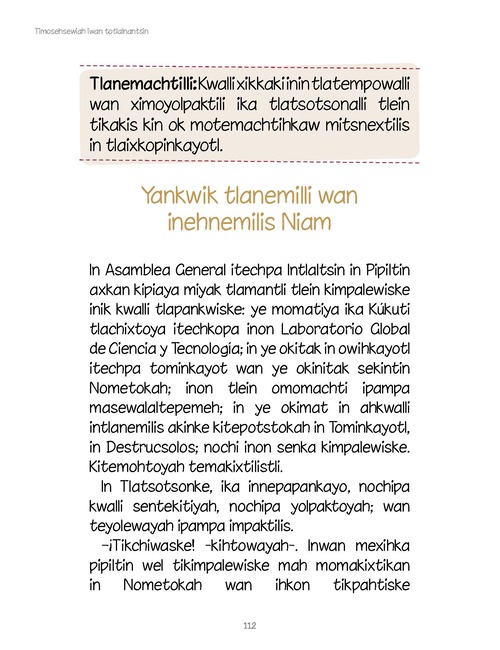 Timosehsewiah iwan totlalnantsin
Tlanemachtilli: Kwalli xikkaki inin tlatempowalli
wan ximoyolpaktili ika tlatsotsonalli tlein
tikakis kin ok motemachtihkaw mitsnextilis
in tlaixkopinkayotl.
Yankwik tlanemilli wan
inehnemilis Niam
In Asamblea General itechpa Intlaltsin in Pipiltin
axkan kipiaya miyak tlamantli tlein kimpalewiske
inik kwalli tlapankwiske: ye momatiya ika Kúkuti
tlachixtoya itechkopa inon Laboratorio Global
de Ciencia y Tecnología; in ye okitak in owihkayotl
itechpa tominkayot wan ye okinitak sekintin
Nometokah; inon tlein omomachti ipampa
masewalaltepemeh; in ye okimat in ahkwalli
intlanemilis akinke kitepotstokah in Tominkayotl,
in Destrucsolos; nochi inon senka kimpalewiske.
Kitemohtoyah temakixtilistli.
In Tlatsotsonke, ika innepapankayo, nochipa
kwalli sentekitiyah, nochipa yolpaktoyah; wan
teyolewayah ipampa impaktilis.
–¡Tikchiwaske! -kihtowayah-. Inwan mexihka
pipiltin wel tikimpalewiske mah momakixtikan
in Nometokah wan ihkon tikpahtiske
112